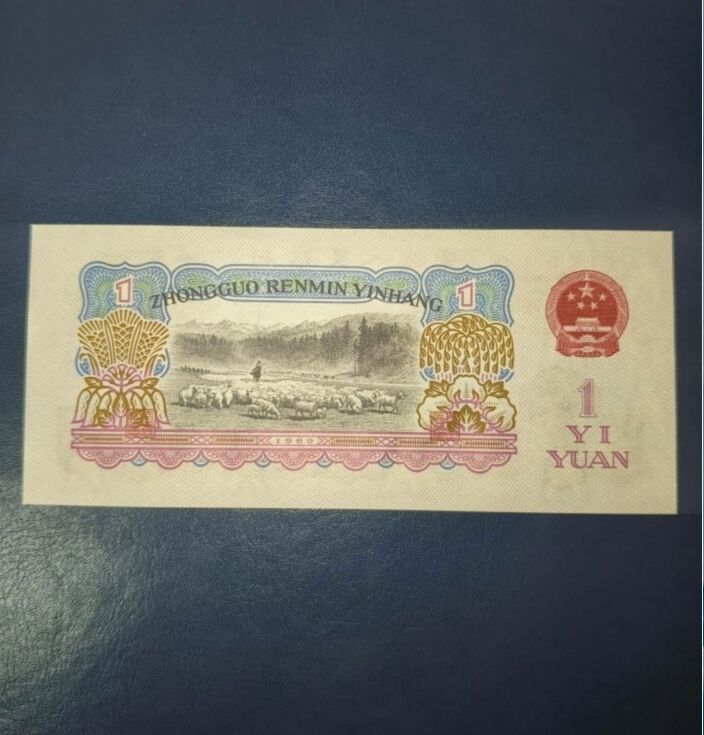 1
1
ZHONGGUO RENMIN YINHANG
1960
1
YI
YUAN